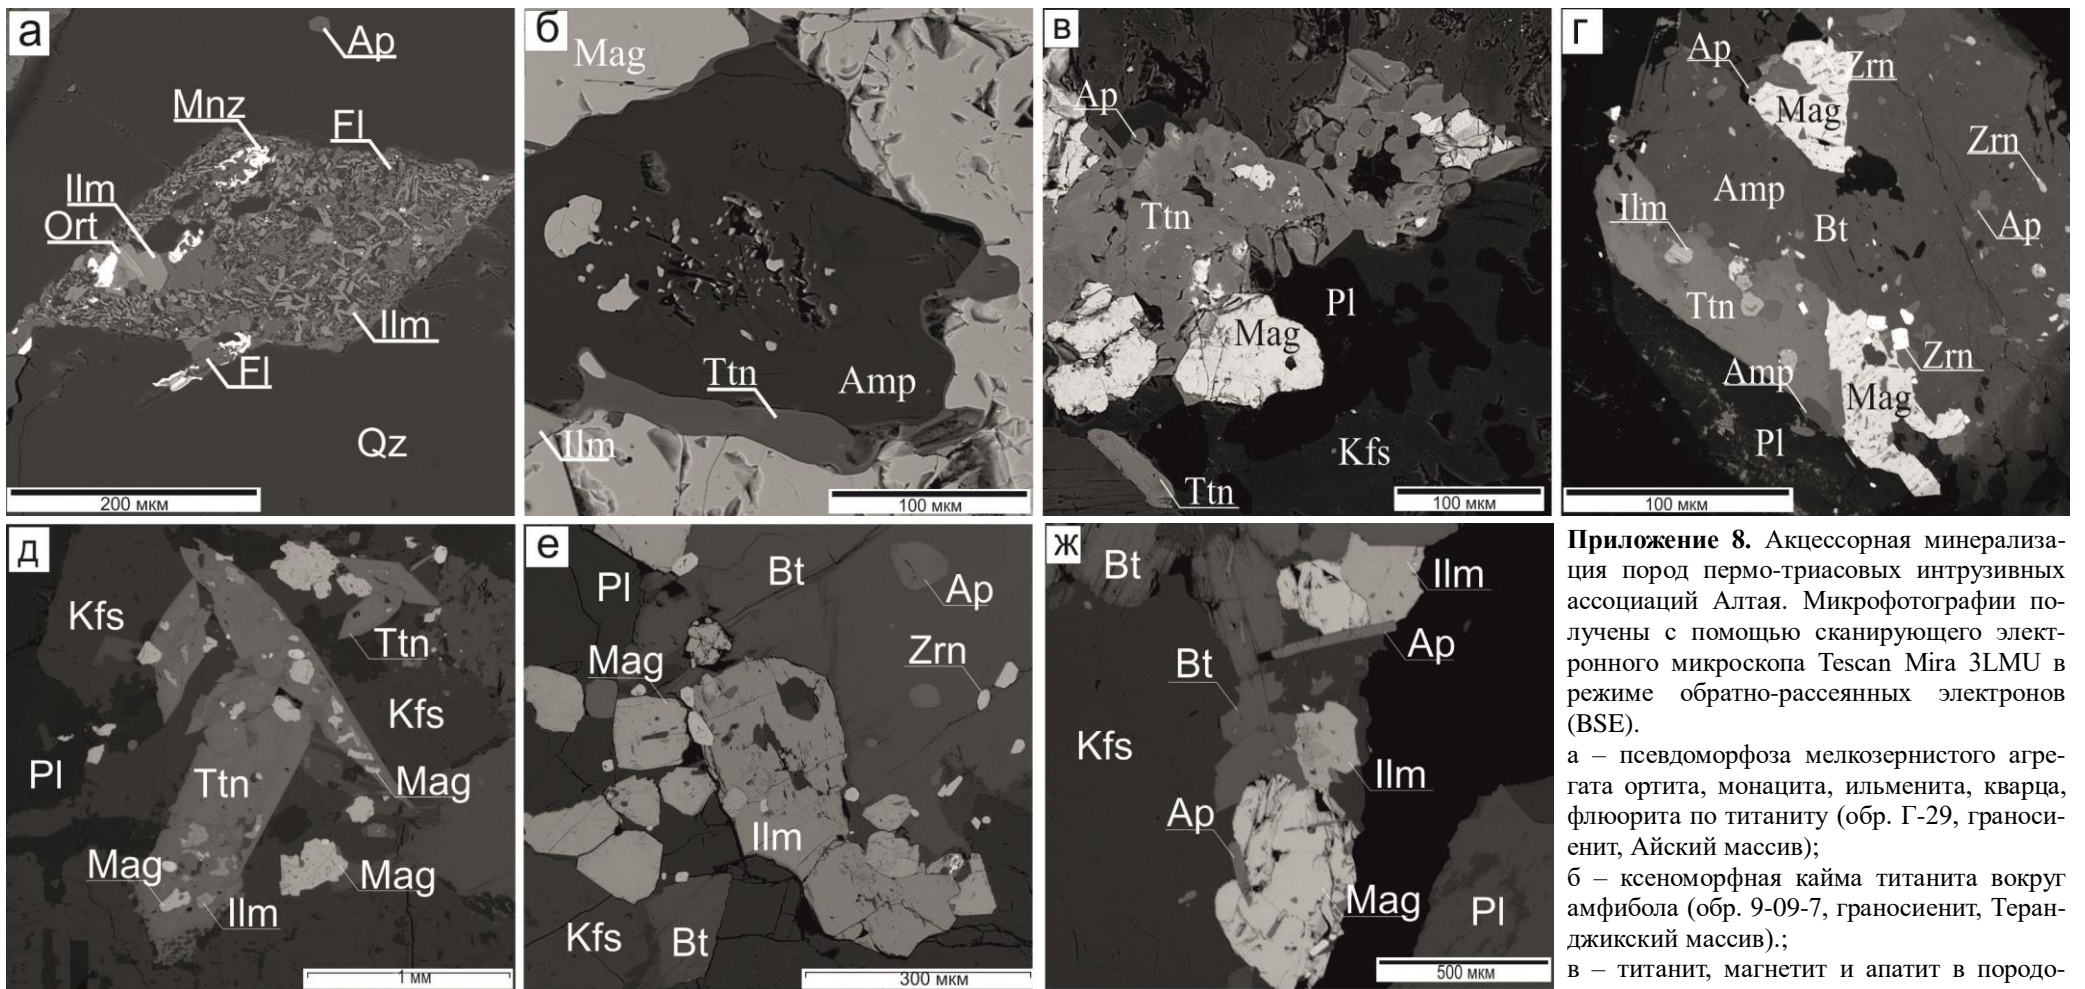 а
Ap
Mnz
Fl
Ilm
Ort
Ilm
Fl
Qz
200 мкм
б
Mag
Ttn
Amp
Ilm
100 мкм
в
Ap
Ttn
Pl
Mag
Kfs
Ttn
100 мкм
г
Ap
Zrn
Mag
Zrn
Amp
Ilm
Bt
Ap
Ttn
Zrn
Amp
Mag
Pl
100 мкм
д
Kfs
Ttn
Kfs
Pl
Ttn
Mag
Mag
Mag
Ilm
1 мм
е
Pl
Bt
Ap
Mag
Zrn
Ilm
Kfs
Bt
300 мкм
ж
Bt
Ilm
Ap
Bt
Kfs
Ilm
Ap
Mag
Pl
500 мкм
Приложение 8. Акцессорная минерализа-
ция пород пермо-триасовых интрузивных
ассоциаций Алтая. Микрофотографии по-
лучены с помощью сканирующего элект-
ронного микроскопа Tescan Mira 3LMU в
режиме обратно-рассеянных электронов
(BSE).
а – псевдоморфоза мелкозернистого агре-
гата ортита, монацита, ильменита, кварца,
флюорита по титаниту (обр. Г-29, граноси-
енит, Айский массив);
б – ксеноморфная кайма титанита вокруг
амфибола (обр. 9-09-7, граносиенит, Теран-
джикский массив).;
в – титанит, магнетит и апатит в породо-